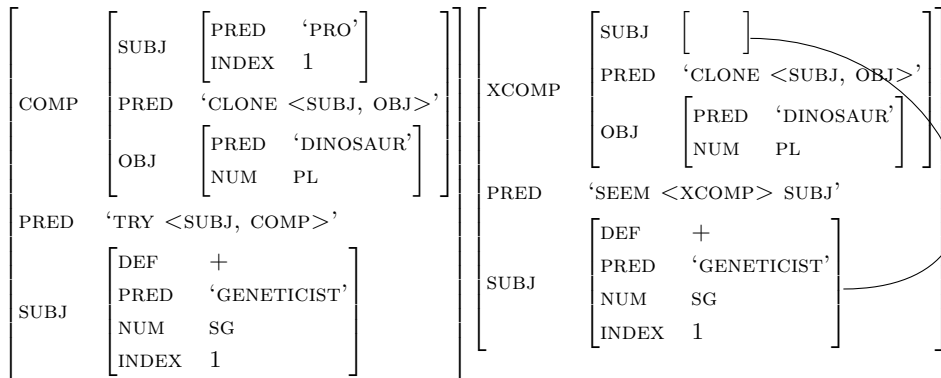 COMP SUBJ PRED ‘PRO’
INDEX 1
PRED ‘CLONE <SUBJ, OBJ>’
OBJ PRED ‘DINOSAUR’
NUM PL
PRED ‘TRY <SUBJ, COMP>’
SUBJ DEF +
PRED ‘GENETICIST’
NUM SG
INDEX 1
XCOMP SUBJ [ ]
PRED ‘CLONE <SUBJ, OBJ>’
OBJ PRED ‘DINOSAUR’
NUM PL
PRED ‘SEEM <XCOMP> SUBJ’
SUBJ DEF +
PRED ‘GENETICIST’
NUM SG
INDEX 1